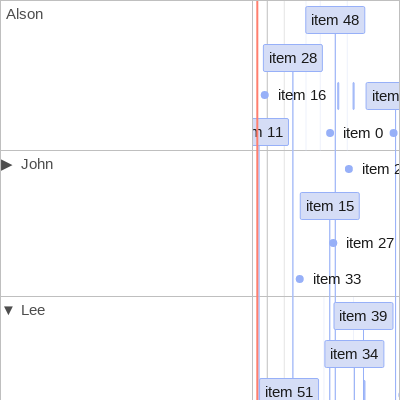 Alson
item 48
item 28
item 16
item
11
item 0
▶ John
item
item 15
item 27
item 33
▼ Lee
item 39
item 34
item 51